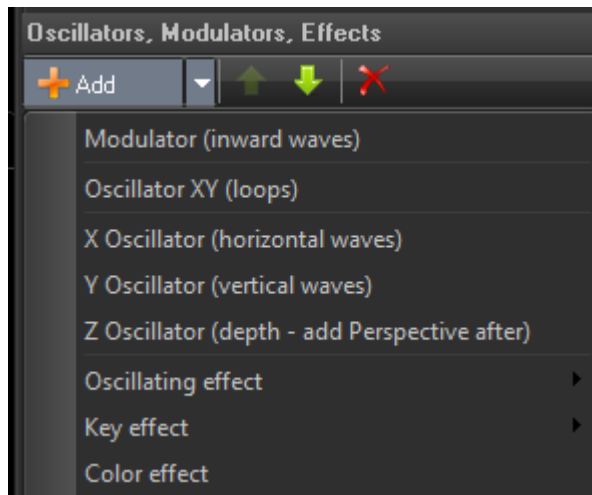 Oscillators, Modulators, Effects
Add
Modulator (inward waves)
Oscillator XY (loops)
X Oscillator (horizontal waves)
Y Oscillator (vertical waves)
Z Oscillator (depth - add Perspective after)
Oscillating effect
Key effect
Color effect